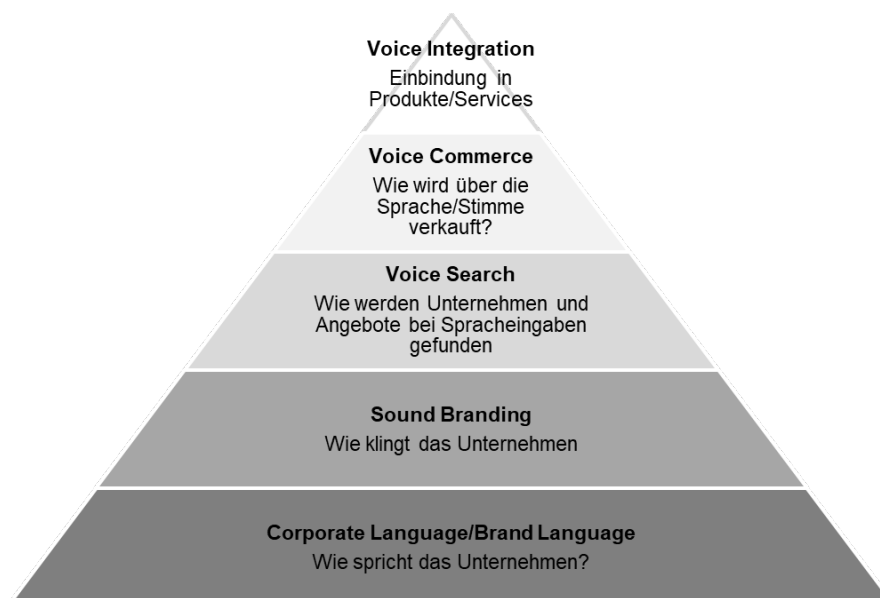 Voice Integration
Einbindung in
Produkte/Services
Voice Commerce
Wie wird über die
Sprache/Stimme
verkauft?
Voice Search
Wie werden Unternehmen und
Angebote bei Spracheingaben
gefunden
Sound Branding
Wie klingt das Unternehmen
Corporate Language/Brand Language
Wie spricht das Unternehmen?